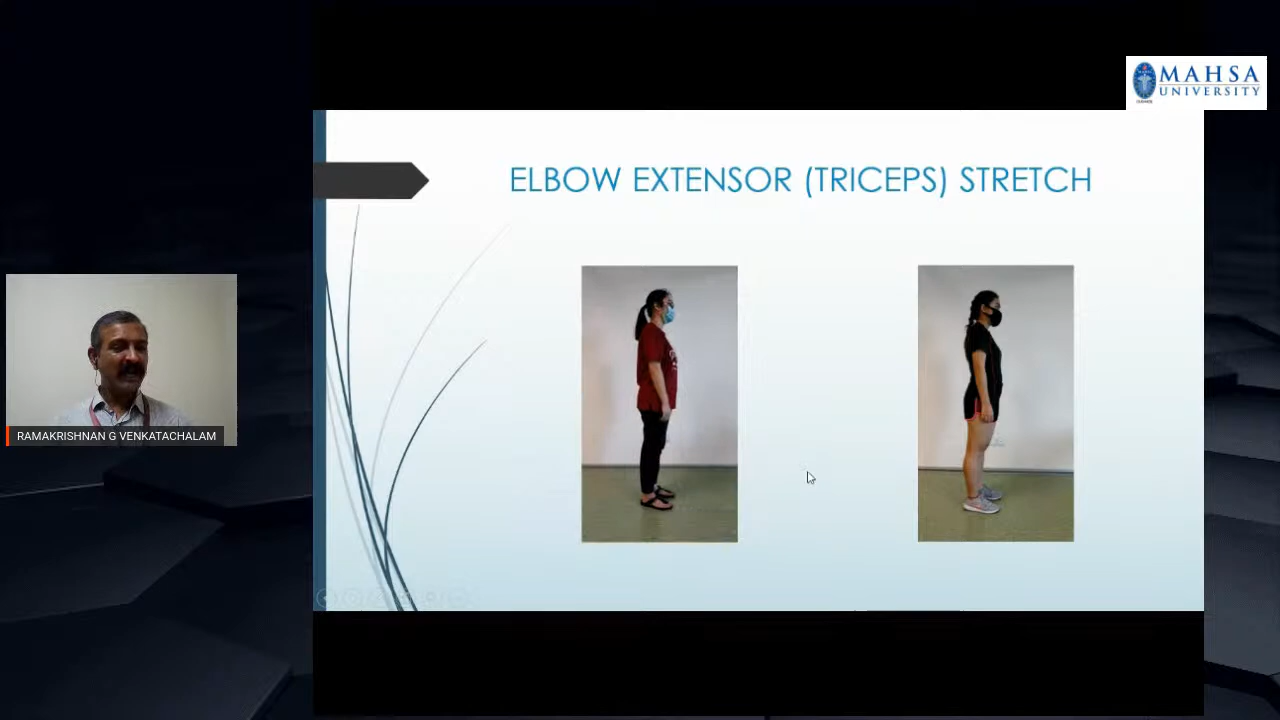 MAHSA
UNIVERSITY
ELBOW EXTENSOR (TRICEPS) STRETCH
RAMAKRISHNAN G VENKATACHALAM